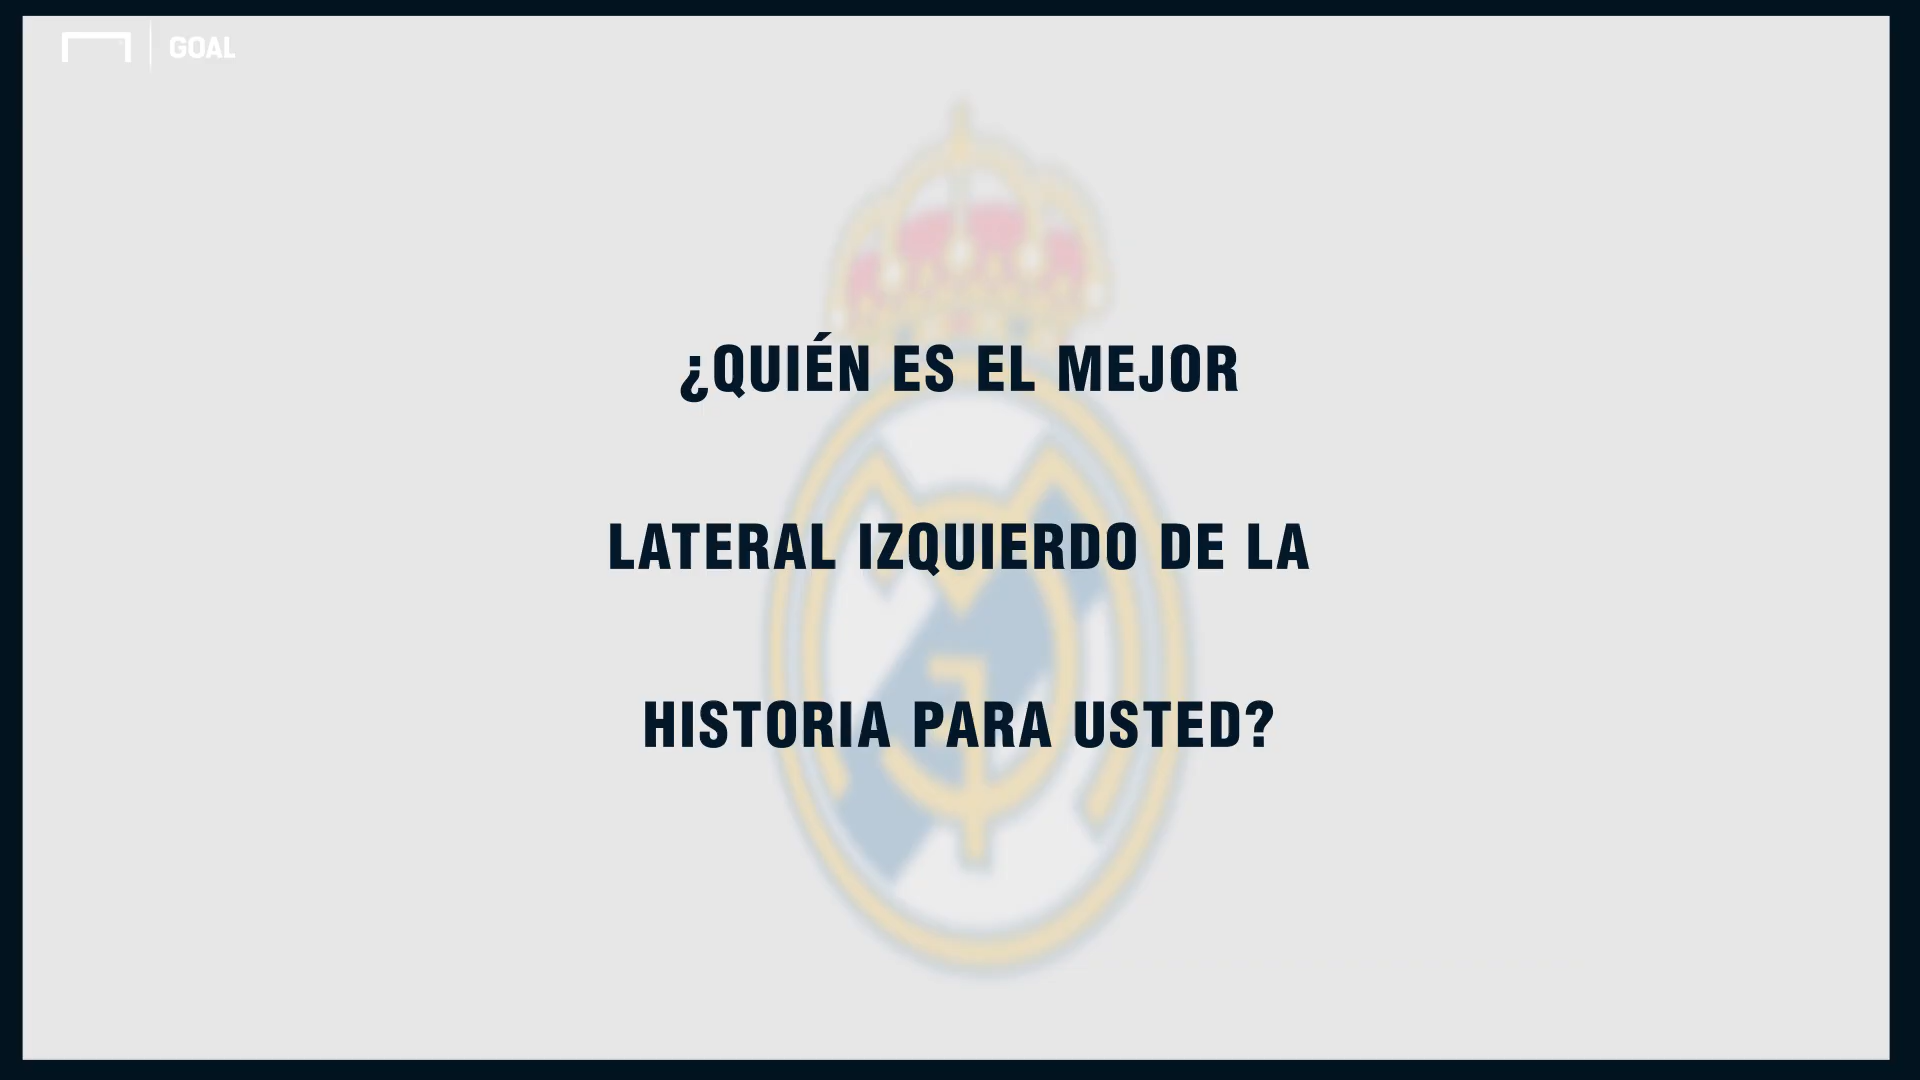 GOAL
¿QUIÉN ES EL MEJOR
LATERAL IZQUIERDO DE LA
HISTORIA PARA USTED?